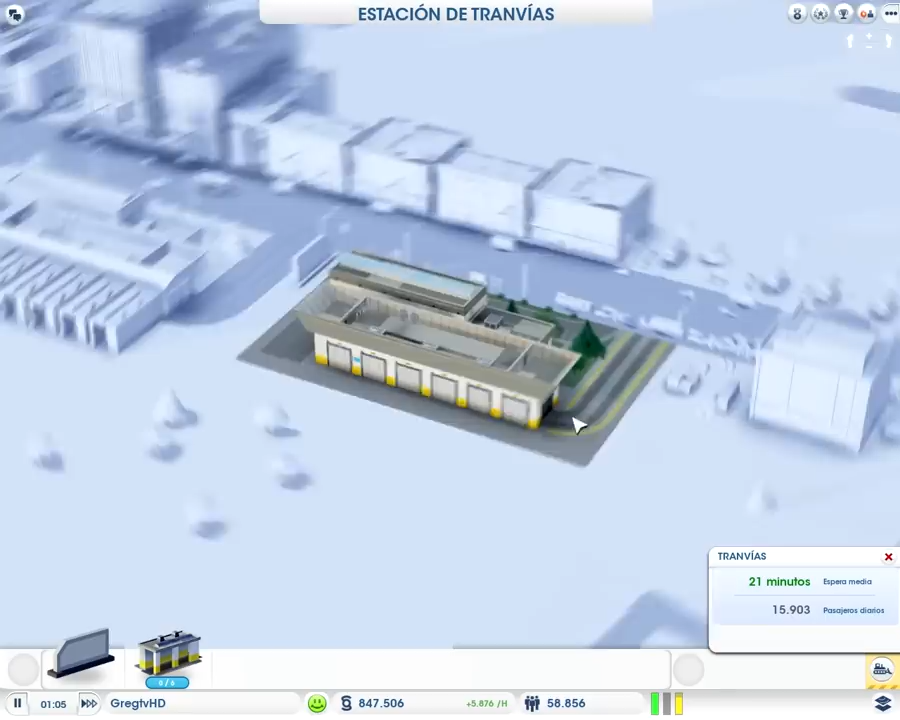 ESTACIÓN DE TRANVÍAS
TRANVÍAS
21 minutos Espera media
15.903 Pasajeros diarios
0 / 6
01:05 GregtvHD 847.506 +5.876 /H 58.856